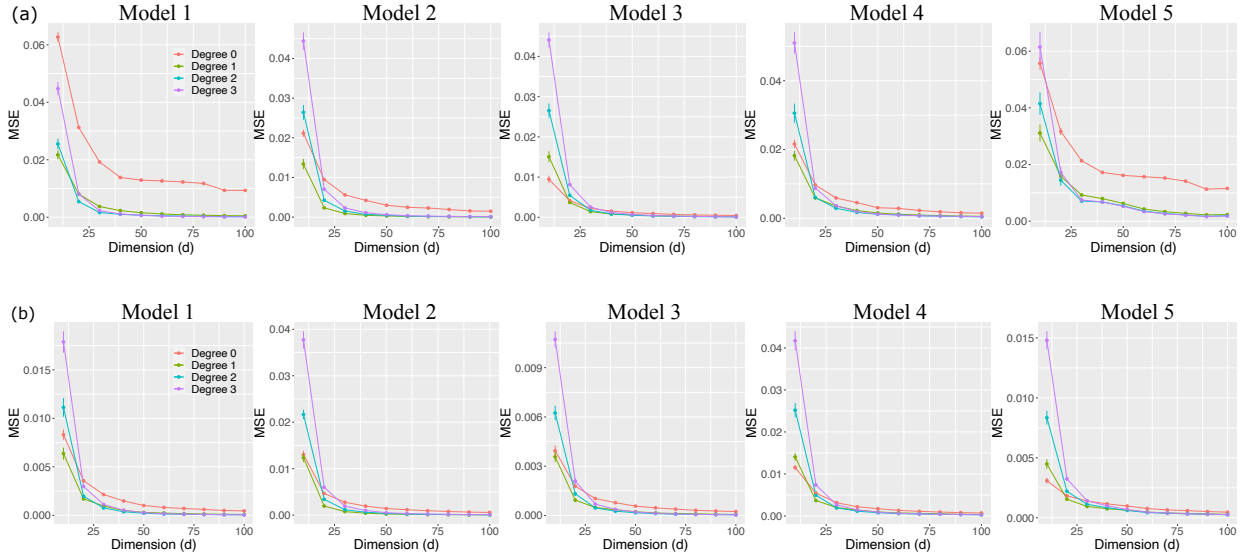 (a)
Model 1
Model 2
Model 3
Model 4
Model 5
MSE
0.06
0.04
0.02
0.00
Degree 0
Degree 1
Degree 2
Degree 3
25
50
75
100
Dimension (d)
MSE
0.04
0.03
0.02
0.01
0.00
25
50
75
100
Dimension (d)
MSE
0.04
0.03
0.02
0.01
0.00
25
50
75
100
Dimension (d)
MSE
0.04
0.02
0.00
25
50
75
100
Dimension (d)
MSE
0.06
0.04
0.02
0.00
25
50
75
100
Dimension (d)
(b)
Model 1
Model 2
Model 3
Model 4
Model 5
MSE
0.015
0.010
0.005
0.000
Degree 0
Degree 1
Degree 2
Degree 3
25
50
75
100
Dimension (d)
MSE
0.04
0.03
0.02
0.01
0.00
25
50
75
100
Dimension (d)
MSE
0.009
0.006
0.003
0.000
25
50
75
100
Dimension (d)
MSE
0.04
0.03
0.02
0.01
0.00
25
50
75
100
Dimension (d)
MSE
0.015
0.010
0.005
0.000
25
50
75
100
Dimension (d)